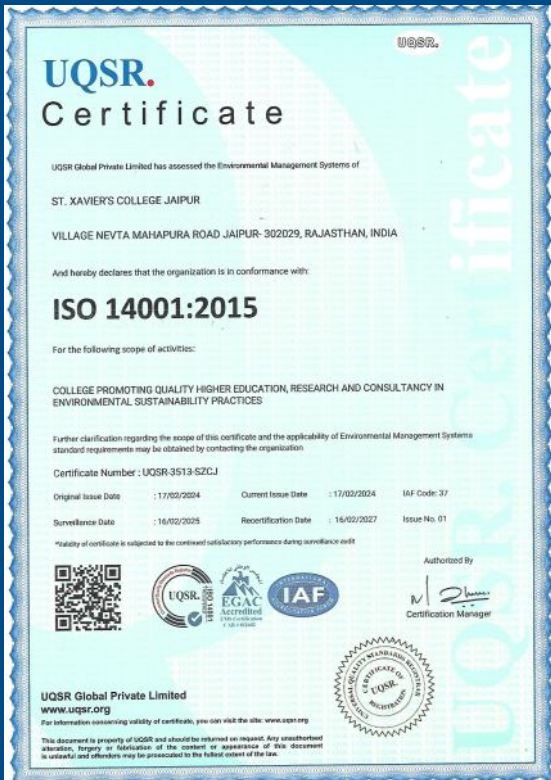 UQSR.
UQSR.
Certificate
UQSR Global Private Limited has assessed the Environmental Management Systems of
ST. XAVIER'S COLLEGE JAIPUR
VILLAGE NEVTA MAHAPURA ROAD JAIPUR- 302029, RAJASTHAN, INDIA
And hereby declares that the organization is in conformance with:
ISO 14001:2015
For the following scope of activities:
COLLEGE PROMOTING QUALITY HIGHER EDUCATION, RESEARCH AND CONSULTANCY IN
ENVIRONMENTAL SUSTAINABILITY PRACTICES
Further clarification regarding the scope of this certificate and the applicability of Environmental Management Systems
standard requirements may be obtained by contacting the organization
Certificate Number : UQSR-3513-SZCJ
Original Issue Date : 17/02/2024 Current Issue Date : 17/02/2024 IAF Code: 37
Surveillance Date : 16/02/2025 Recertification Date : 16/02/2027 Issue No. 01
*Validity of certificate is subjected to the continued satisfactory performance during surveillance audit
Authorized By
UQSR.
ISO 14001
EGAC
Accredited
IAF
Certification Manager
CERTIFICATE OF
UQSR.
REGISTRATION
UQSR Global Private Limited
www.uqsr.org
For information concerning validity of certificate, you can visit the site: www.uqsr.org
This document is property of UQSR and should be returned on request. Any unauthorised
alteration, forgery or fabrication of the content or appearance of this document
is unlawful and offenders may be prosecuted to the fullest extent of the law.
UQSR. Certificate